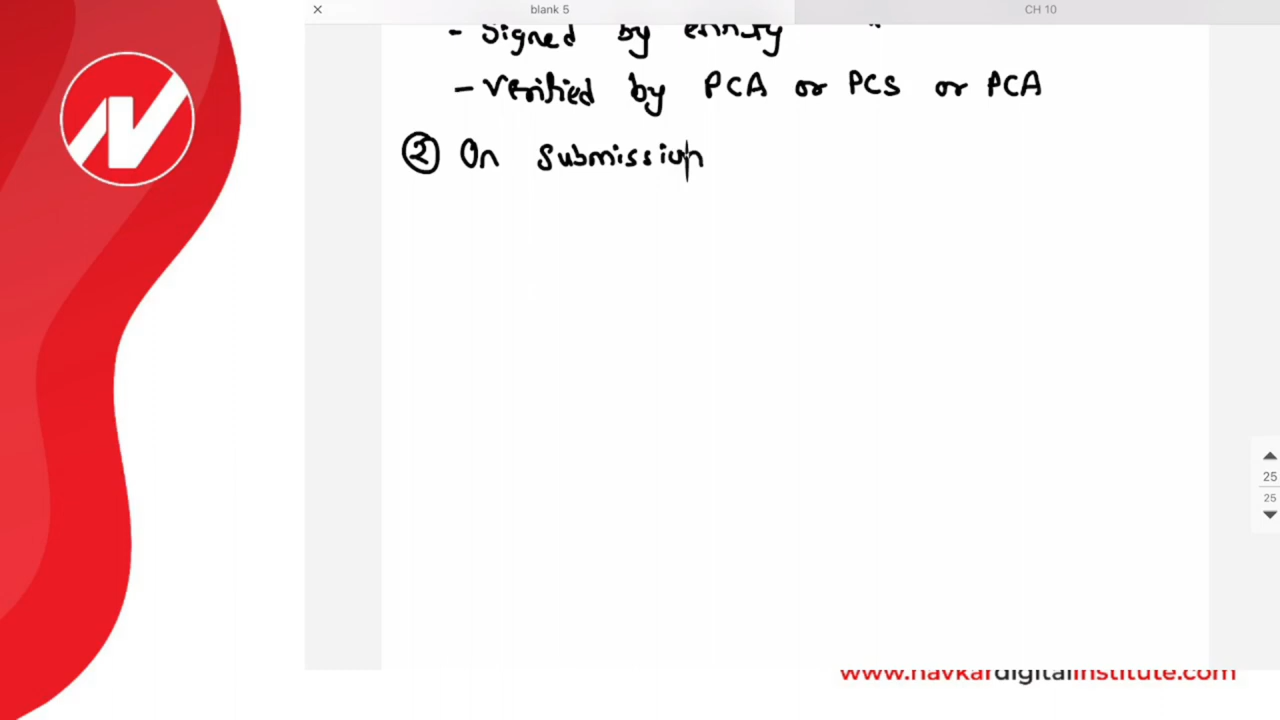 blank 5
CH 10
- Signed by entity
- Verified by PCA or PCS or PCA
② On Submission
25
25
www.navkardigitalinstitute.com